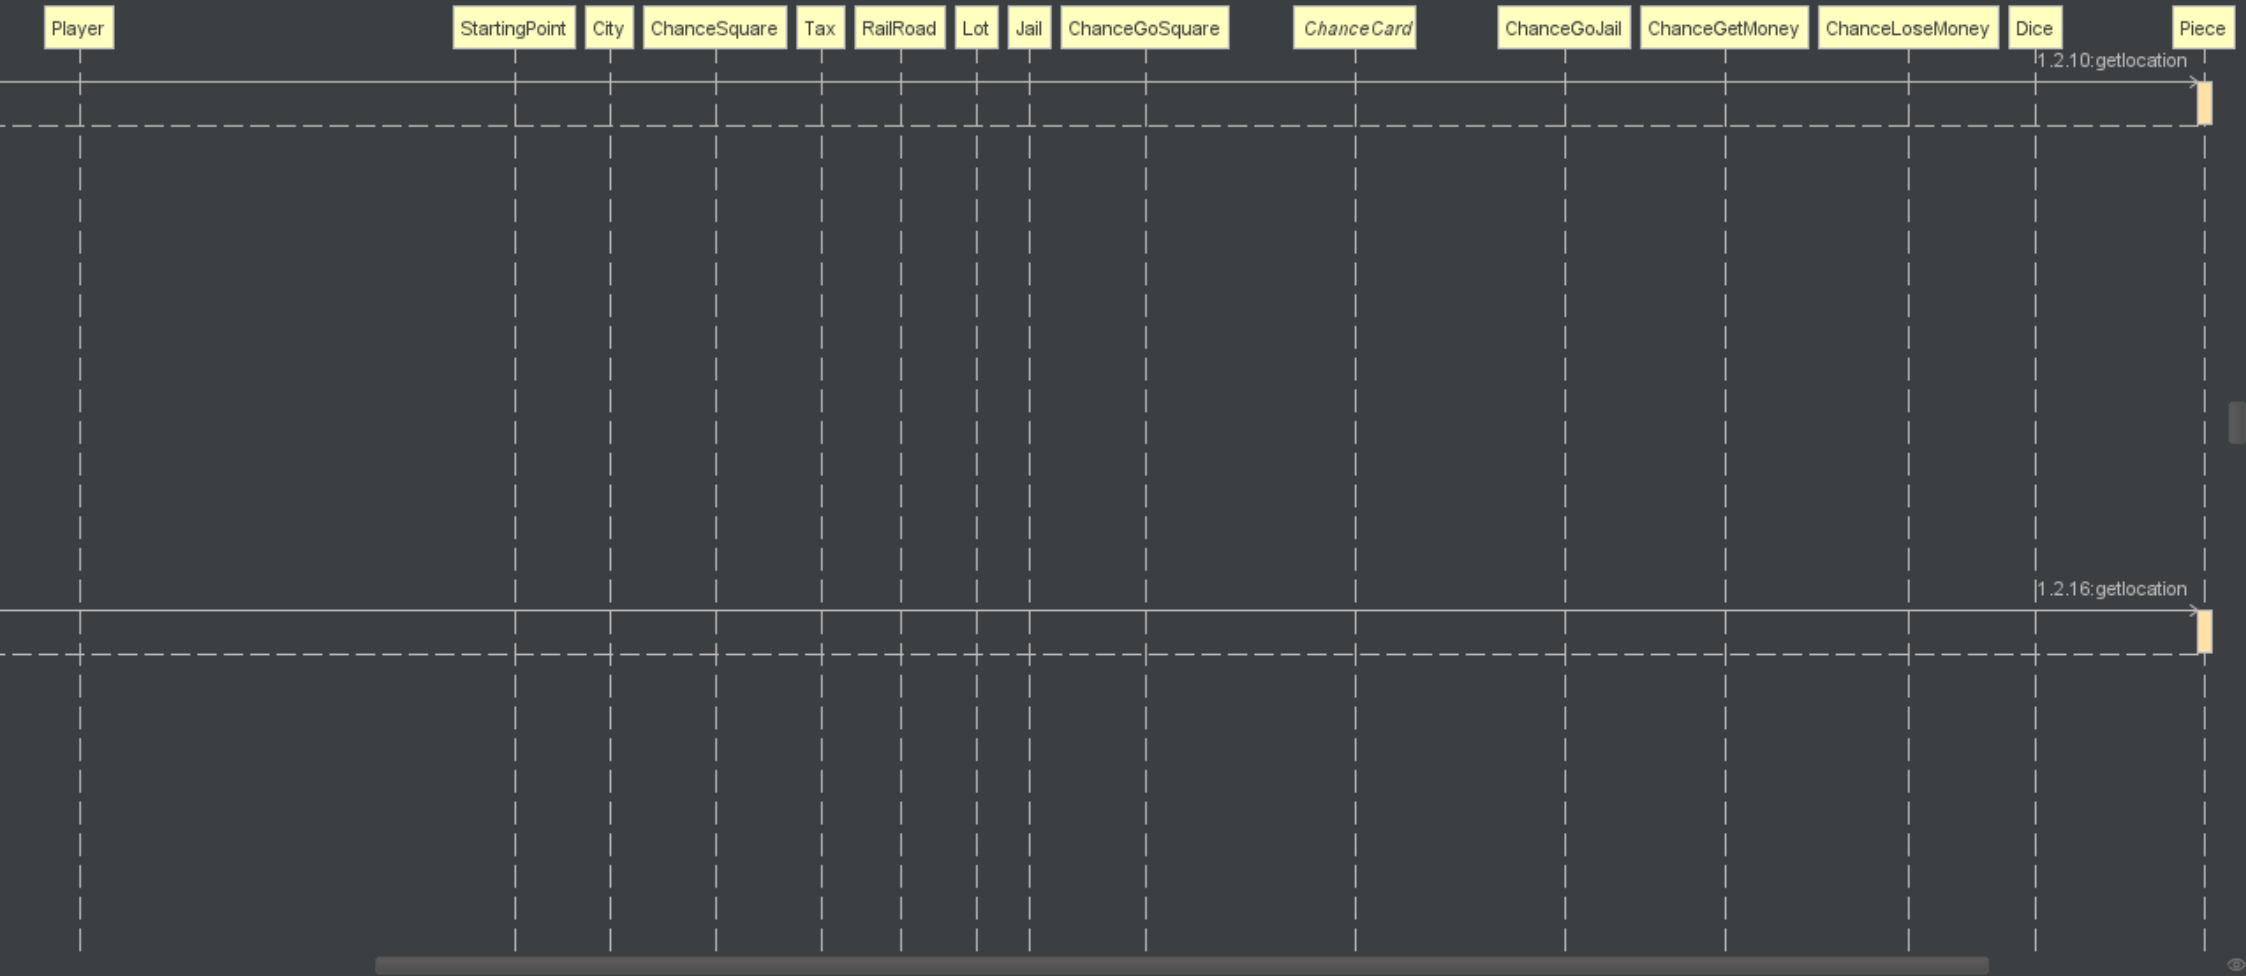 Player StartingPoint City ChanceSquare Tax RailRoad Lot Jail ChanceGoSquare ChanceCard ChanceGoJail ChanceGetMoney ChanceLoseMoney Dice Piece
1.2.10:getlocation
1.2.16:getlocation